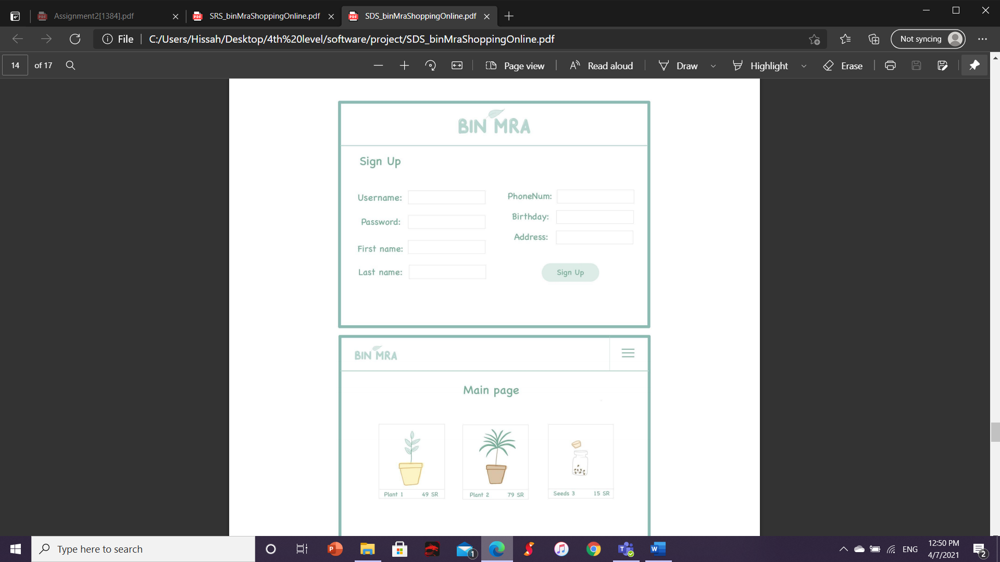 Assignment2[1384].pdf
SRS_binMraShoppingOnline.pdf
SDS_binMraShoppingOnline.pdf
File
C:/Users/Hissah/Desktop/4th%20level/software/project/SDS_binMraShoppingOnline.pdf
Not syncing
14 of 17
Page view
Read aloud
Draw
Highlight
Erase
BIN MRA
Sign Up
Username:
Password:
First name:
Last name:
PhoneNum:
Birthday:
Address:
Sign Up
BIN MRA
Main page
Plant 1 49 SR
Plant 2 79 SR
Seeds 3 15 SR
Type here to search
1
ENG
12:50 PM
4/7/2021
2